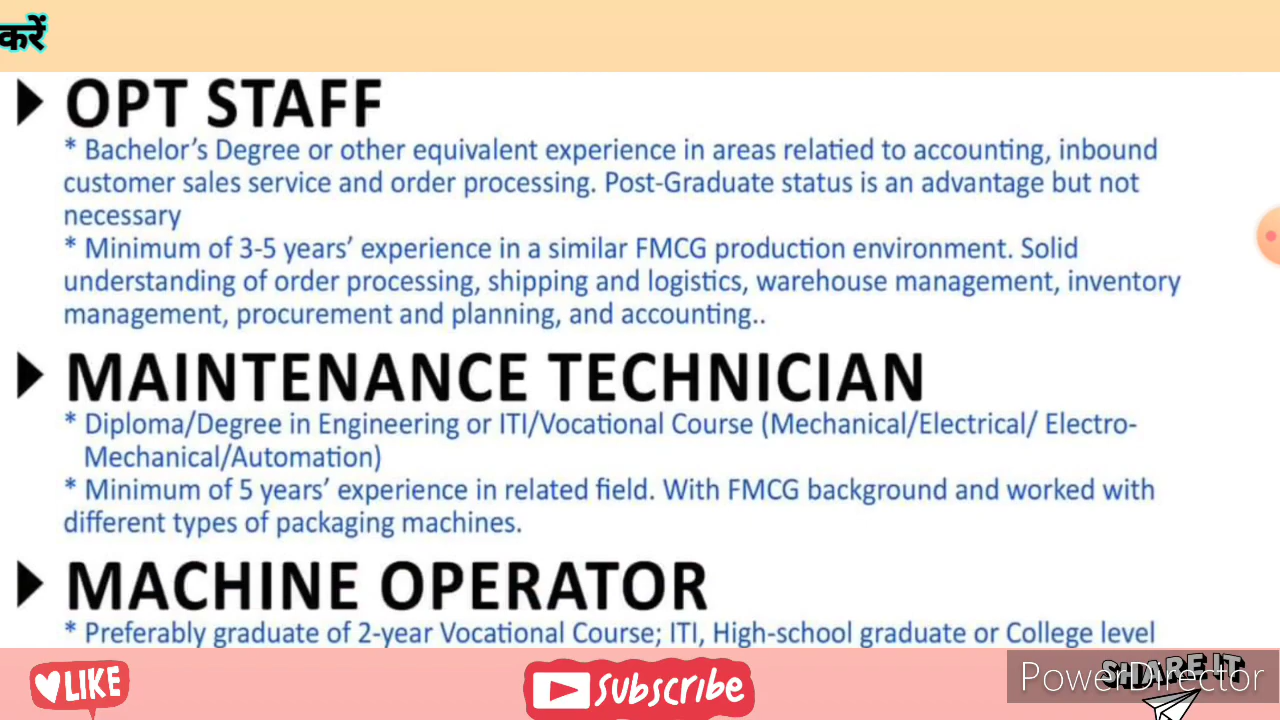 करें
OPT STAFF
* Bachelor’s Degree or other equivalent experience in areas relatied to accounting, inbound
customer sales service and order processing. Post-Graduate status is an advantage but not
necessary
* Minimum of 3-5 years’ experience in a similar FMCG production environment. Solid
understanding of order processing, shipping and logistics, warehouse management, inventory
management, procurement and planning, and accounting..
MAINTENANCE TECHNICIAN
* Diploma/Degree in Engineering or ITI/Vocational Course (Mechanical/Electrical/ Electro-
Mechanical/Automation)
* Minimum of 5 years’ experience in related field. With FMCG background and worked with
different types of packaging machines.
MACHINE OPERATOR
* Preferably graduate of 2-year Vocational Course; ITI, High-school graduate or College level
LIKE
Subscribe
SHARE IT
PowerDirector